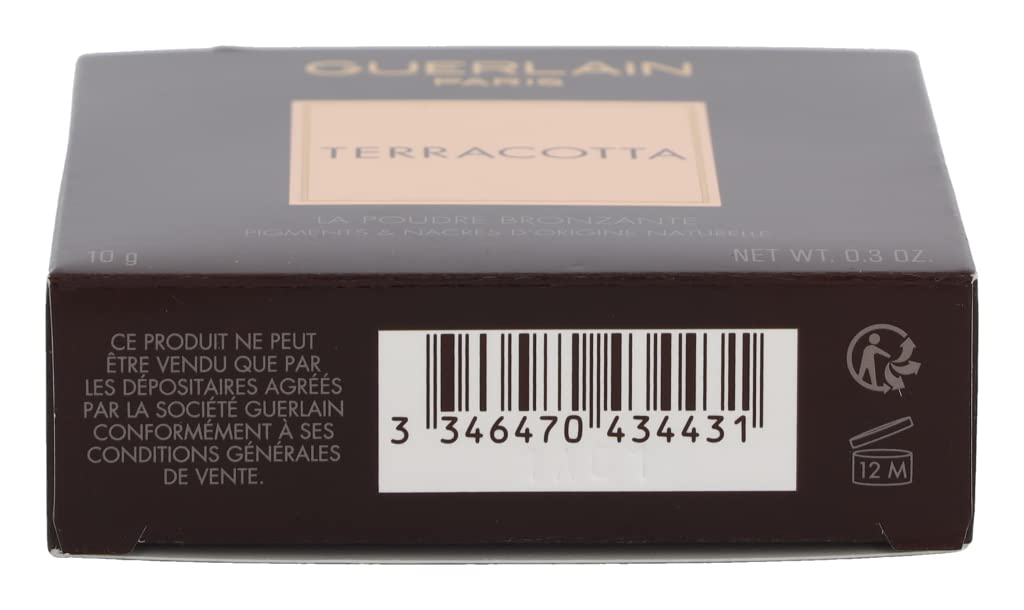 GUERLAIN
PARIS
TERRACOTTA
LA POUDRE BRONZANTE
PIGMENTS & NACRES D'ORIGINE NATURELLE
10 g
NET WT. 0.3 OZ.
CE PRODUIT NE PEUT
ÊTRE VENDU QUE PAR
LES DÉPOSITAIRES AGRÉÉS
PAR LA SOCIÉTÉ GUERLAIN
CONFORMÉMENT À SES
CONDITIONS GÉNÉRALES
DE VENTE.
3 346470 434431
12 M